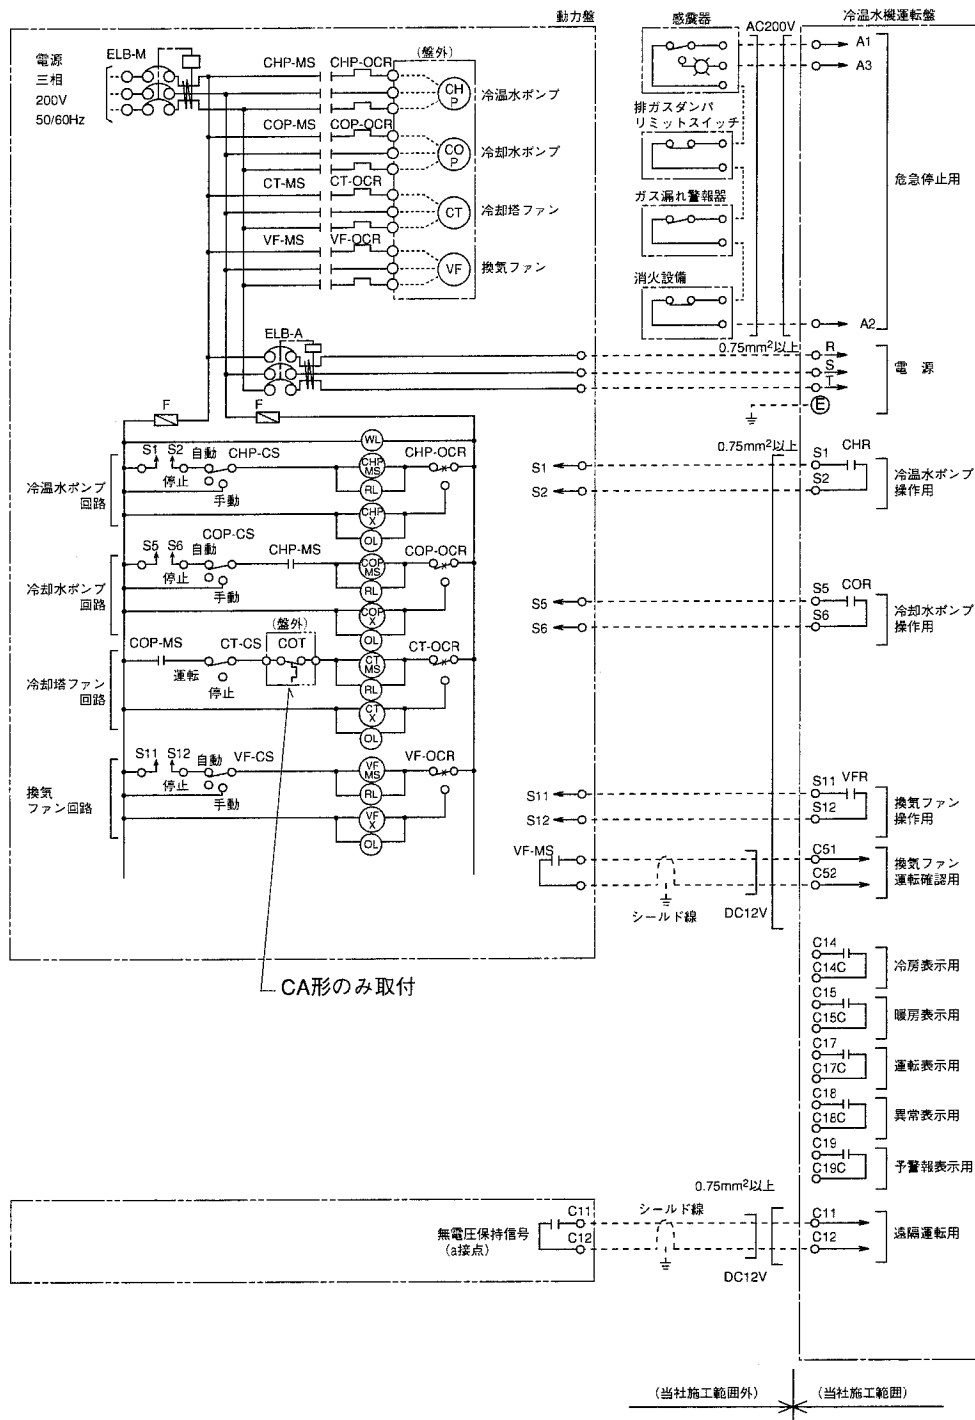 動力盤
感震器
AC200V
冷温水機運転盤
電源
三相
200V
50/60Hz
ELB-M
(盤外)
CHP-MS
CHP-OCR
CH
P
冷温水ポンプ
COP-MS
COP-OCR
CO
P
冷却水ポンプ
CT-MS
CT-OCR
CT
冷却塔ファン
VF-MS
VF-OCR
VF
換気ファン
A1
A3
排ガスダンパ
リミットスイッチ
ガス漏れ警報器
消火設備
A2
危急停止用
ELB-A
0.75mm²以上
R
S
T
E
電 源
F
F
WL
冷温水ポンプ
回路
S1
S2
自動
停止
手動
CHP-CS
CHP
MS
RL
CHP
X
OL
CHP-OCR
S1
S2
0.75mm²以上
S1
S2
CHR
冷温水ポンプ
操作用
冷却水ポンプ
回路
S5
S6
自動
停止
手動
COP-CS
CHP-MS
COP
MS
RL
COP
X
OL
COP-OCR
S5
S6
S5
S6
COR
冷却水ポンプ
操作用
冷却塔ファン
回路
COP-MS
運転
停止
CT-CS
(盤外)
COT
CT
MS
RL
CT
X
OL
CT-OCR
換気
ファン回路
S11
S12
自動
停止
手動
VF-CS
VF
MS
RL
VF
X
OL
VF-OCR
S11
S12
S11
S12
VFR
換気ファン
操作用
VF-MS
シールド線
DC12V
C51
C52
換気ファン
運転確認用
CA形のみ取付
C14
C14C
冷房表示用
C15
C15C
暖房表示用
C17
C17C
運転表示用
C18
C18C
異常表示用
C19
C19C
予警報表示用
無電圧保持信号
(a接点)
C11
C12
シールド線
0.75mm²以上
DC12V
C11
C12
遠隔運転用
(当社施工範囲外)
(当社施工範囲)